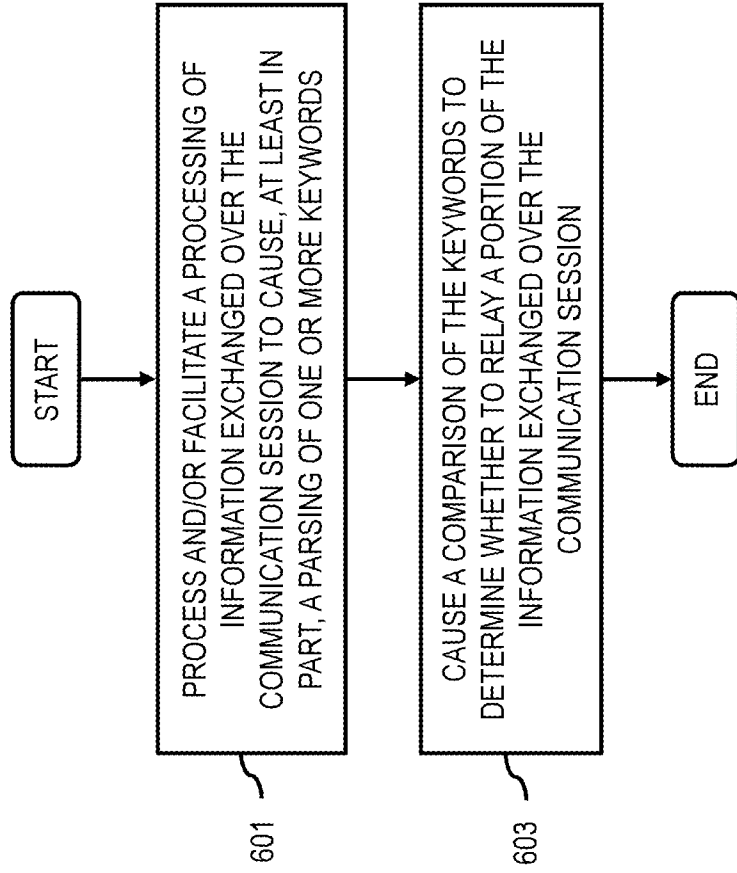 START
PROCESS AND/OR FACILITATE A PROCESSING OF
INFORMATION EXCHANGED OVER THE
COMMUNICATION SESSION TO CAUSE, AT LEAST IN
PART, A PARSING OF ONE OR MORE KEYWORDS
601
CAUSE A COMPARISON OF THE KEYWORDS TO
DETERMINE WHETHER TO RELAY A PORTION OF THE
INFORMATION EXCHANGED OVER THE
COMMUNICATION SESSION
603
END